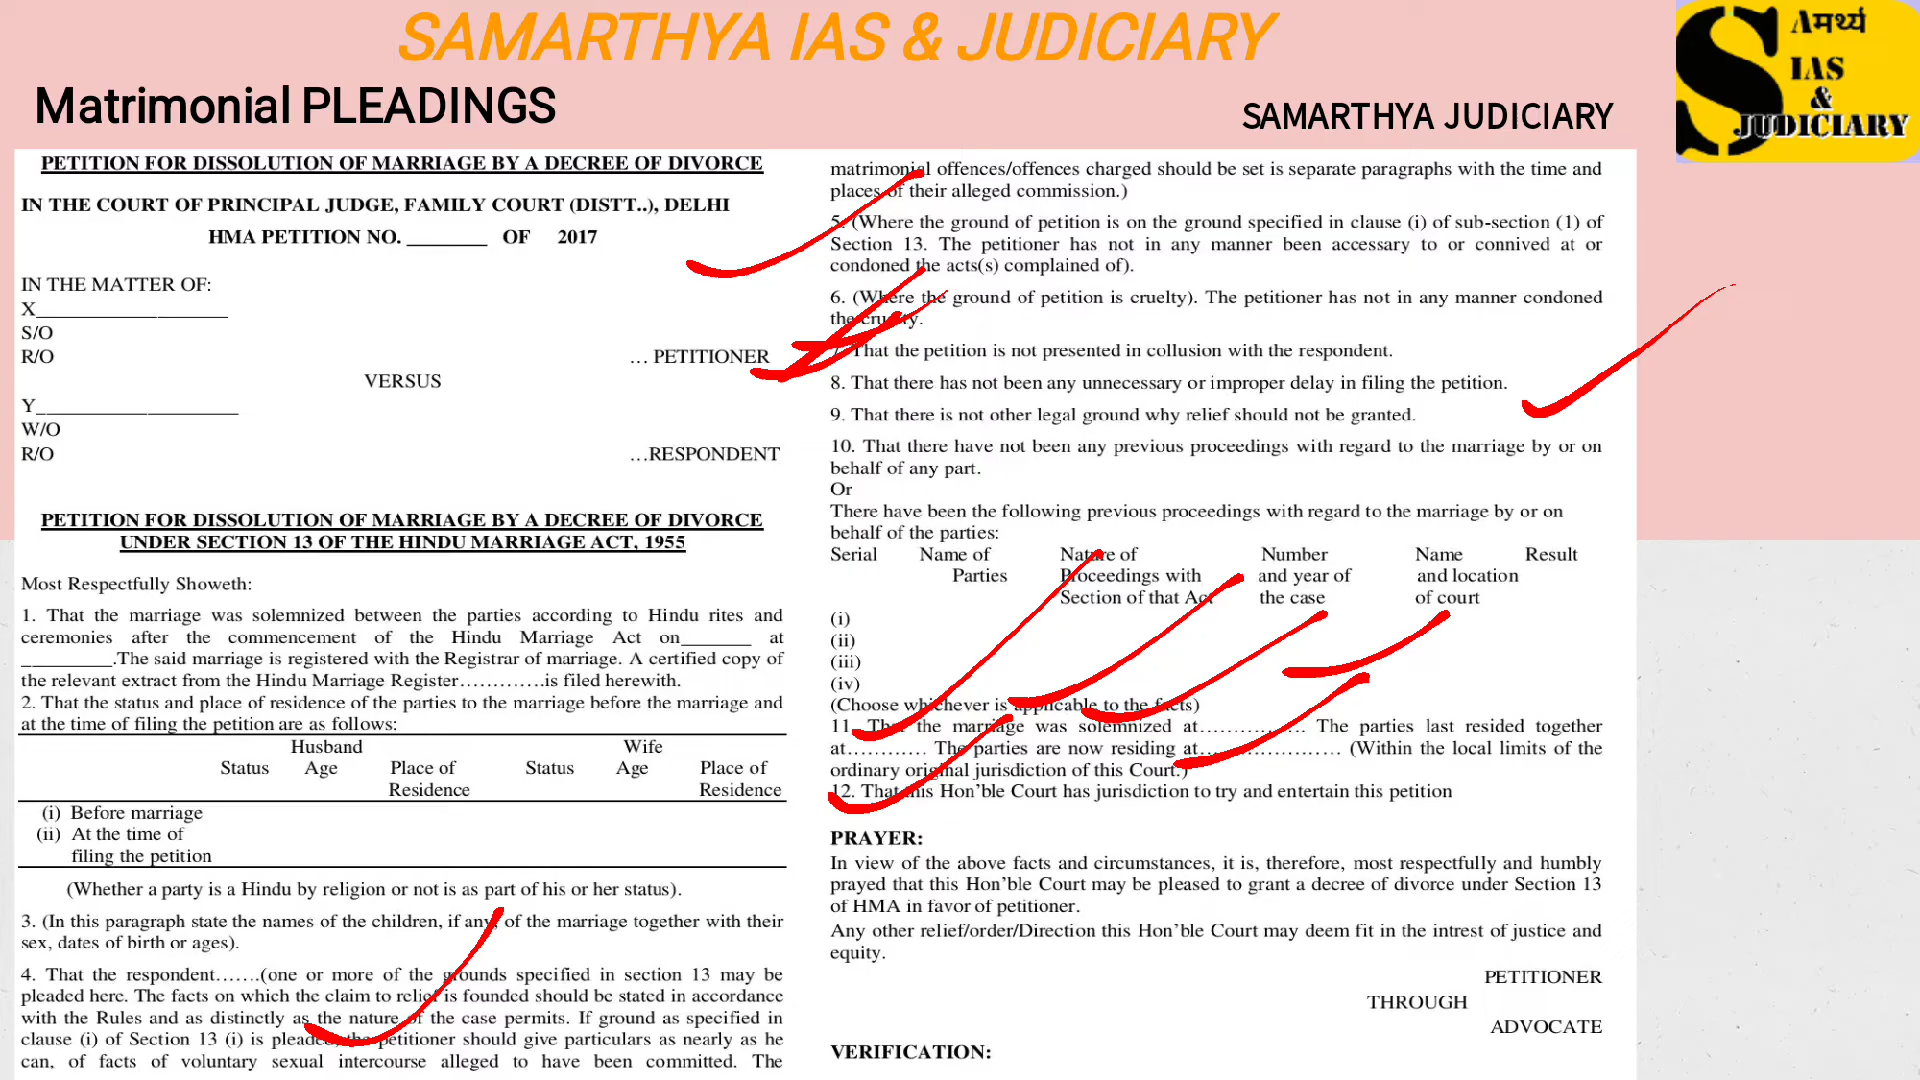 SAMARTHYA IAS & JUDICIARY
Matrimonial PLEADINGS
SAMARTHYA JUDICIARY
Sामर्थ्य
IAS
&
JUDICIARY
PETITION FOR DISSOLUTION OF MARRIAGE BY A DECREE OF DIVORCE
IN THE COURT OF PRINCIPAL JUDGE, FAMILY COURT (DISTT..), DELHI
HMA PETITION NO. ________ OF 2017
IN THE MATTER OF:
X____________________
S/O
R/O ... PETITIONER
VERSUS
Y_____________________
W/O
R/O ...RESPONDENT
PETITION FOR DISSOLUTION OF MARRIAGE BY A DECREE OF DIVORCE
UNDER SECTION 13 OF THE HINDU MARRIAGE ACT, 1955
Most Respectfully Showeth:
1. That the marriage was solemnized between the parties according to Hindu rites and
ceremonies after the commencement of the Hindu Marriage Act on_______ at
_________.The said marriage is registered with the Registrar of marriage. A certified copy of
the relevant extract from the Hindu Marriage Register.............is filed herewith.
2. That the status and place of residence of the parties to the marriage before the marriage and
at the time of filing the petition are as follows:
Husband Wife
Status Age Place of Status Age Place of
Residence Residence
(i) Before marriage
(ii) At the time of
filing the petition
(Whether a party is a Hindu by religion or not is as part of his or her status).
3. (In this paragraph state the names of the children, if any, of the marriage together with their
sex, dates of birth or ages).
4. That the respondent.......(one or more of the grounds specified in section 13 may be
pleaded here. The facts on which the claim to relief is founded should be stated in accordance
with the Rules and as distinctly as the nature of the case permits. If ground as specified in
clause (i) of Section 13 (i) is pleaded, the petitioner should give particulars as nearly as he
can, of facts of voluntary sexual intercourse alleged to have been committed. The
matrimonial offences/offences charged should be set is separate paragraphs with the time and
places of their alleged commission.)
5. (Where the ground of petition is on the ground specified in clause (i) of sub-section (1) of
Section 13. The petitioner has not in any manner been accessary to or connived at or
condoned the acts(s) complained of).
6. (Where the ground of petition is cruelty). The petitioner has not in any manner condoned
the cruelty.
7. That the petition is not presented in collusion with the respondent.
8. That there has not been any unnecessary or improper delay in filing the petition.
9. That there is not other legal ground why relief should not be granted.
10. That there have not been any previous proceedings with regard to the marriage by or on
behalf of any part.
Or
There have been the following previous proceedings with regard to the marriage by or on
behalf of the parties:
Serial Name of Nature of Number Name Result
Parties Proceedings with and year of and location
Section of that Act the case of court
(i)
(ii)
(iii)
(iv)
(Choose whichever is applicable to the facts)
11. That the marriage was solemnized at................ The parties last resided together
at............ The parties are now residing at..................... (Within the local limits of the
ordinary original jurisdiction of this Court.)
12. That this Hon'ble Court has jurisdiction to try and entertain this petition
PRAYER:
In view of the above facts and circumstances, it is, therefore, most respectfully and humbly
prayed that this Hon'ble Court may be pleased to grant a decree of divorce under Section 13
of HMA in favor of petitioner.
Any other relief/order/Direction this Hon'ble Court may deem fit in the intrest of justice and
equity.
PETITIONER
THROUGH
ADVOCATE
VERIFICATION: